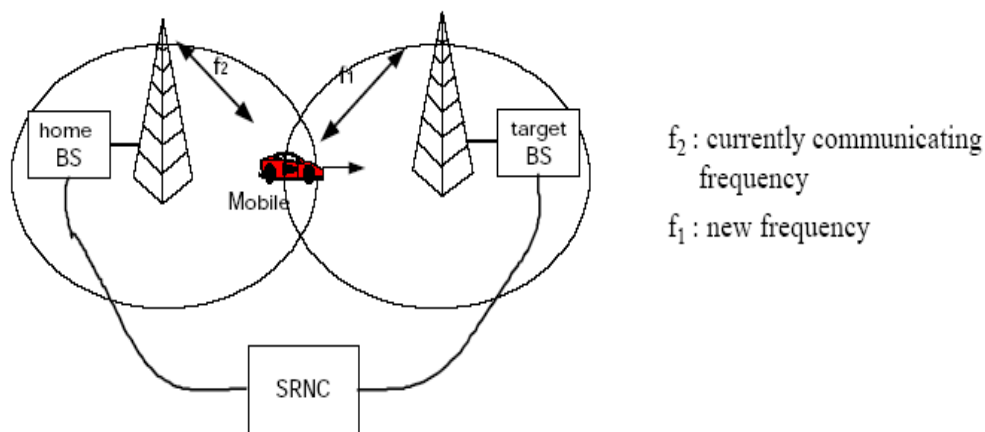 f2
f1
home
BS
target
BS
Mobile
SRNC
f2 : currently communicating
frequency
f1 : new frequency